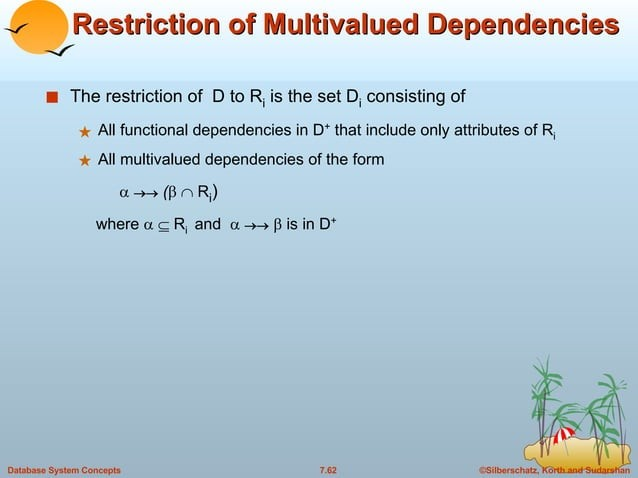 Restriction of Multivalued Dependencies
The restriction of D to Ri is the set Di consisting of
All functional dependencies in D+ that include only attributes of Ri
All multivalued dependencies of the form
α →→ (β ∩ Ri)
where α ⊆ Ri and α →→ β is in D+
Database System Concepts 7.62 ©Silberschatz, Korth and Sudarshan